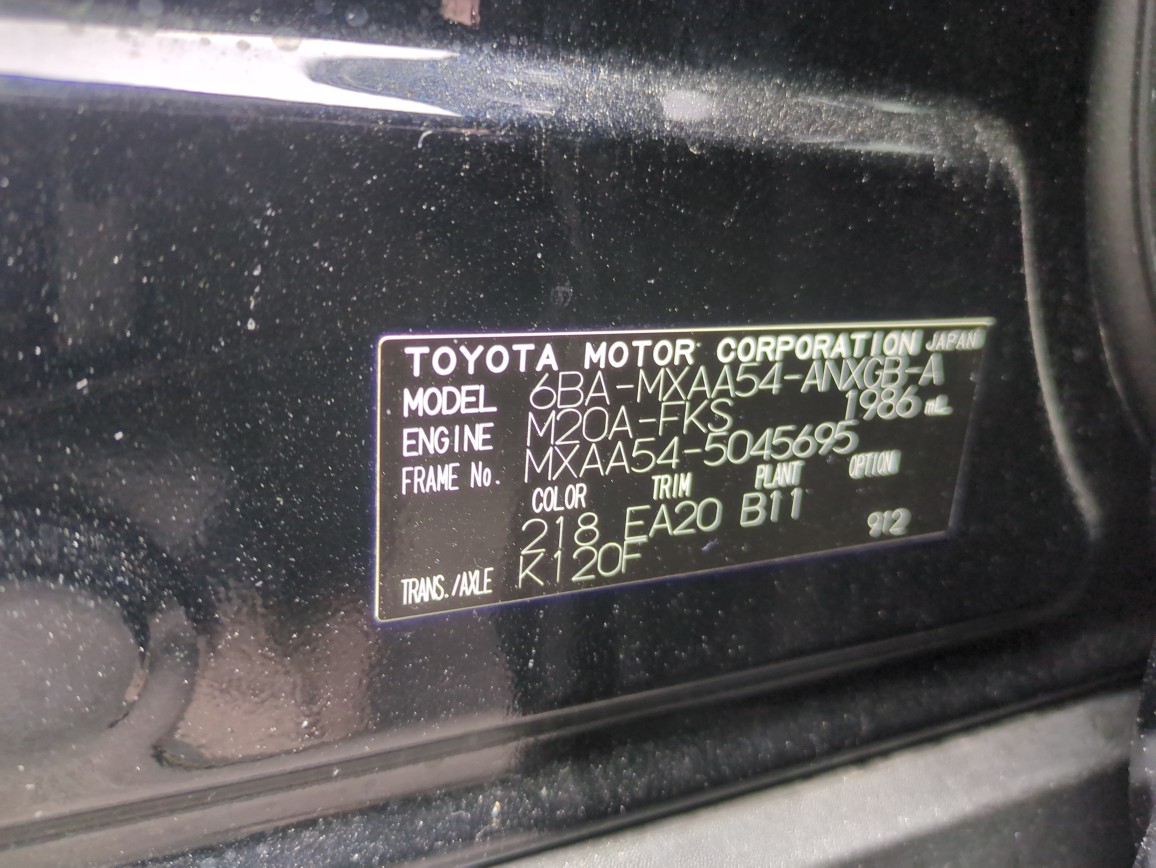 TOYOTA MOTOR CORPORATION JAPAN
MODEL 6BA-MXAA54-ANXGB-A
ENGINE M20A-FKS 1986 mL
FRAME No. MXAA54-5045695
COLOR TRIM PLANT OPTION
218 EA20 B11 912
TRANS./AXLE K120F